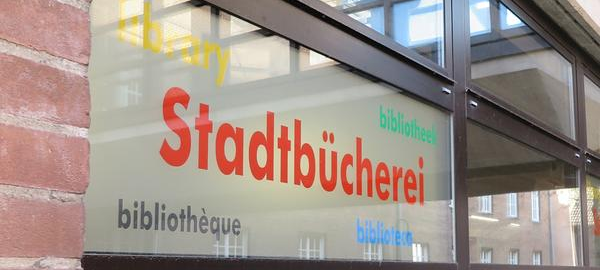 library
Stadtbücherei
bibliotheek
bibliothèque
biblioteca